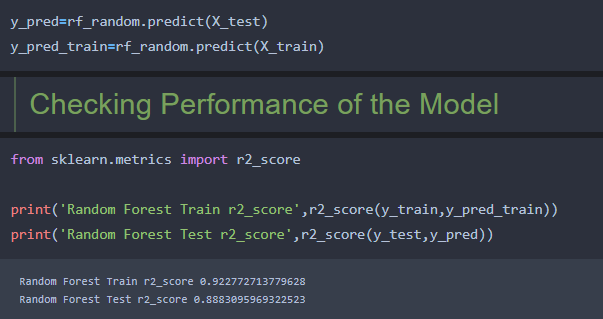 y_pred=rf_random.predict(X_test)
y_pred_train=rf_random.predict(X_train)
Checking Performance of the Model
from sklearn.metrics import r2_score
print('Random Forest Train r2_score',r2_score(y_train,y_pred_train))
print('Random Forest Test r2_score',r2_score(y_test,y_pred))
Random Forest Train r2_score 0.922772713779628
Random Forest Test r2_score 0.8883095969322523